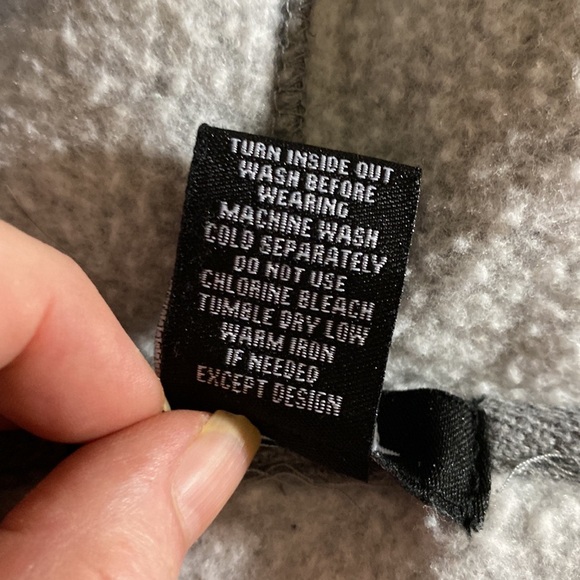 TURN INSIDE OUT
WASH BEFORE
WEARING
MACHINE WASH
COLD SEPARATELY
DO NOT USE
CHLORINE BLEACH
TUMBLE DRY LOW
WARM IRON
IF NEEDED
EXCEPT DESIGN